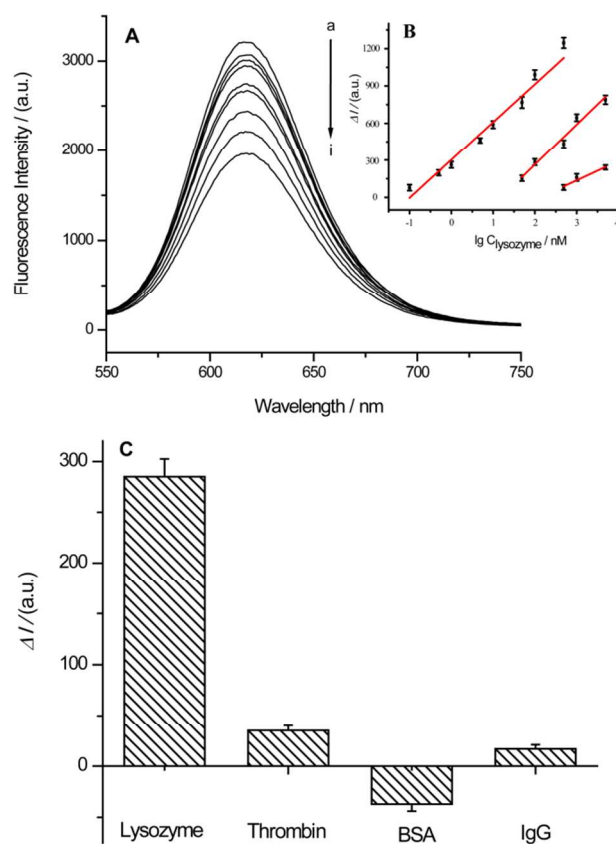 A
a
i
Fluorescence Intensity / (a.u.)
3000
2000
1000
0
550
600
650
700
750
Wavelength / nm
B
ΔI/(a.u.)
1200
900
600
300
0
-1
0
1
2
3
lg Clysozyme / nM
C
ΔI/(a.u.)
300
200
100
0
Lysozyme
Thrombin
BSA
IgG